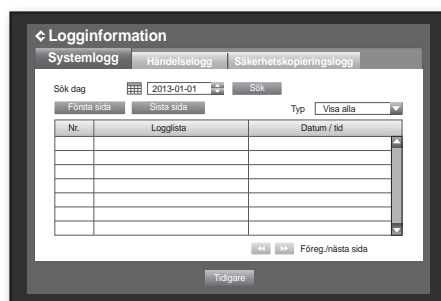 Logginformation
Systemlogg Händelselogg Säkerhetskopieringslogg
Sök dag 2013-01-01 Sök
Första sida Sista sida Typ Visa alla
Nr. Logglista Datum / tid
Föreg./nästa sida
Tidigare